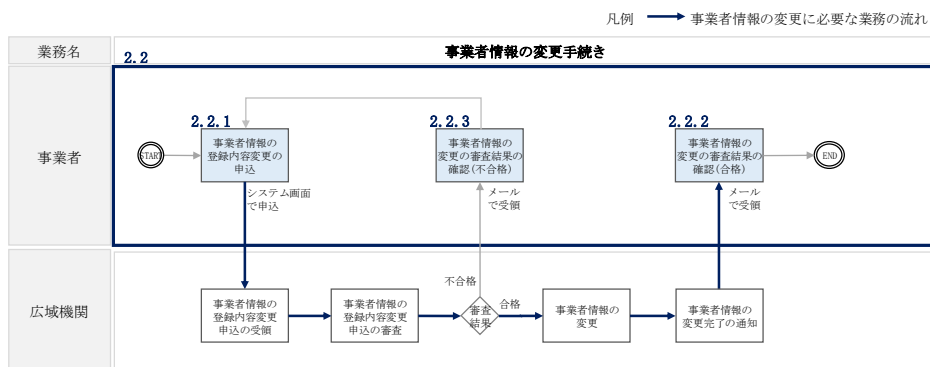 凡例 事業者情報の変更に必要な業務の流れ
業務名
2.2
事業者情報の変更手続き
事業者
START
2.2.1
事業者情報の
登録内容変更の
申込
システム画面
で申込
2.2.3
事業者情報の
変更の審査結果の
確認(不合格)
メール
で受領
2.2.2
事業者情報の
変更の審査結果の
確認(合格)
メール
で受領
END
広域機関
事業者情報の
登録内容変更
申込の受領
事業者情報の
登録内容変更
申込の審査
不合格
審査
結果
合格
事業者情報の
変更
事業者情報の
変更完了の通知